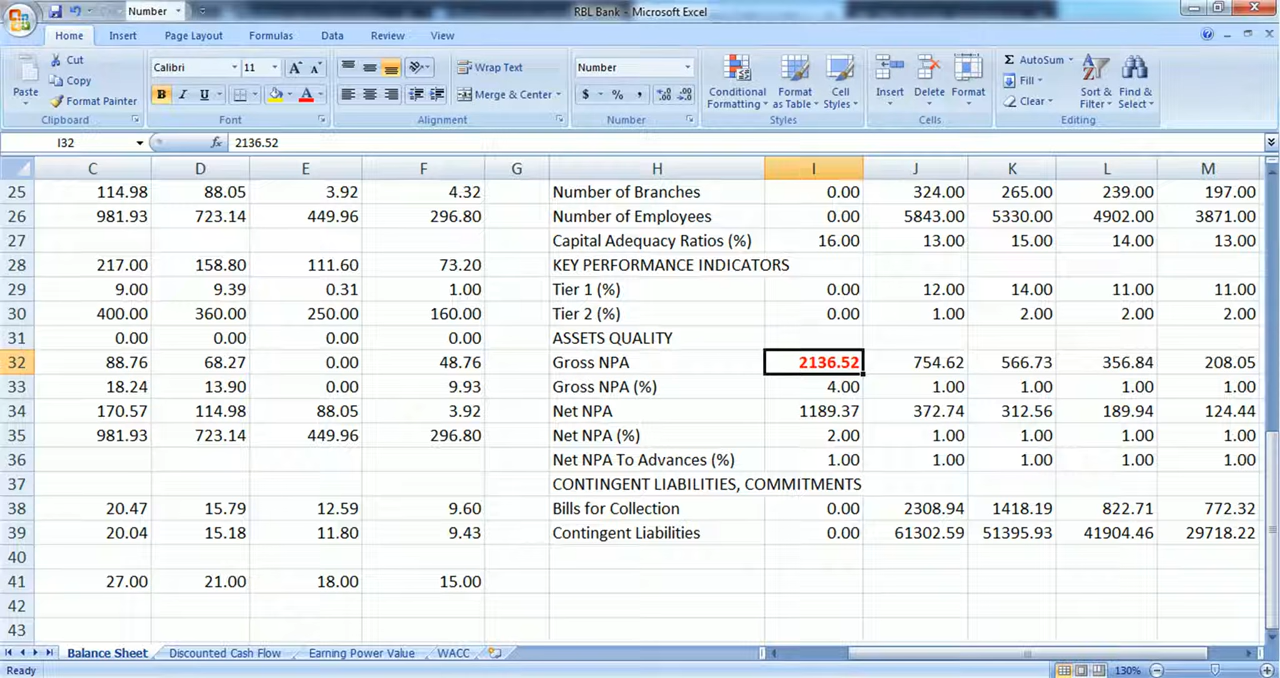 Number
RBL Bank - Microsoft Excel
Home Insert Page Layout Formulas Data Review View
Paste Cut Copy Format Painter Clipboard
Calibri 11 A A B I U A Font
Wrap Text Merge & Center Alignment
Number $ % , Number
Conditional Formatting Format as Table Cell Styles Styles
Insert Delete Format Cells
Σ AutoSum Fill Clear Sort & Filter Find & Select Editing
I32 fx 2136.52
C D E F G H I J K L M
25 114.98 88.05 3.92 4.32 Number of Branches 0.00 324.00 265.00 239.00 197.00
26 981.93 723.14 449.96 296.80 Number of Employees 0.00 5843.00 5330.00 4902.00 3871.00
27 Capital Adequacy Ratios (%) 16.00 13.00 15.00 14.00 13.00
28 217.00 158.80 111.60 73.20 KEY PERFORMANCE INDICATORS
29 9.00 9.39 0.31 1.00 Tier 1 (%) 0.00 12.00 14.00 11.00 11.00
30 400.00 360.00 250.00 160.00 Tier 2 (%) 0.00 1.00 2.00 2.00 2.00
31 0.00 0.00 0.00 0.00 ASSETS QUALITY
32 88.76 68.27 0.00 48.76 Gross NPA 2136.52 754.62 566.73 356.84 208.05
33 18.24 13.90 0.00 9.93 Gross NPA (%) 4.00 1.00 1.00 1.00 1.00
34 170.57 114.98 88.05 3.92 Net NPA 1189.37 372.74 312.56 189.94 124.44
35 981.93 723.14 449.96 296.80 Net NPA (%) 2.00 1.00 1.00 1.00 1.00
36 Net NPA To Advances (%) 1.00 1.00 1.00 1.00 1.00
37 CONTINGENT LIABILITIES, COMMITMENTS
38 20.47 15.79 12.59 9.60 Bills for Collection 0.00 2308.94 1418.19 822.71 772.32
39 20.04 15.18 11.80 9.43 Contingent Liabilities 0.00 61302.59 51395.93 41904.46 29718.22
40
41 27.00 21.00 18.00 15.00
42
43
Balance Sheet Discounted Cash Flow Earning Power Value WACC
Ready 130%